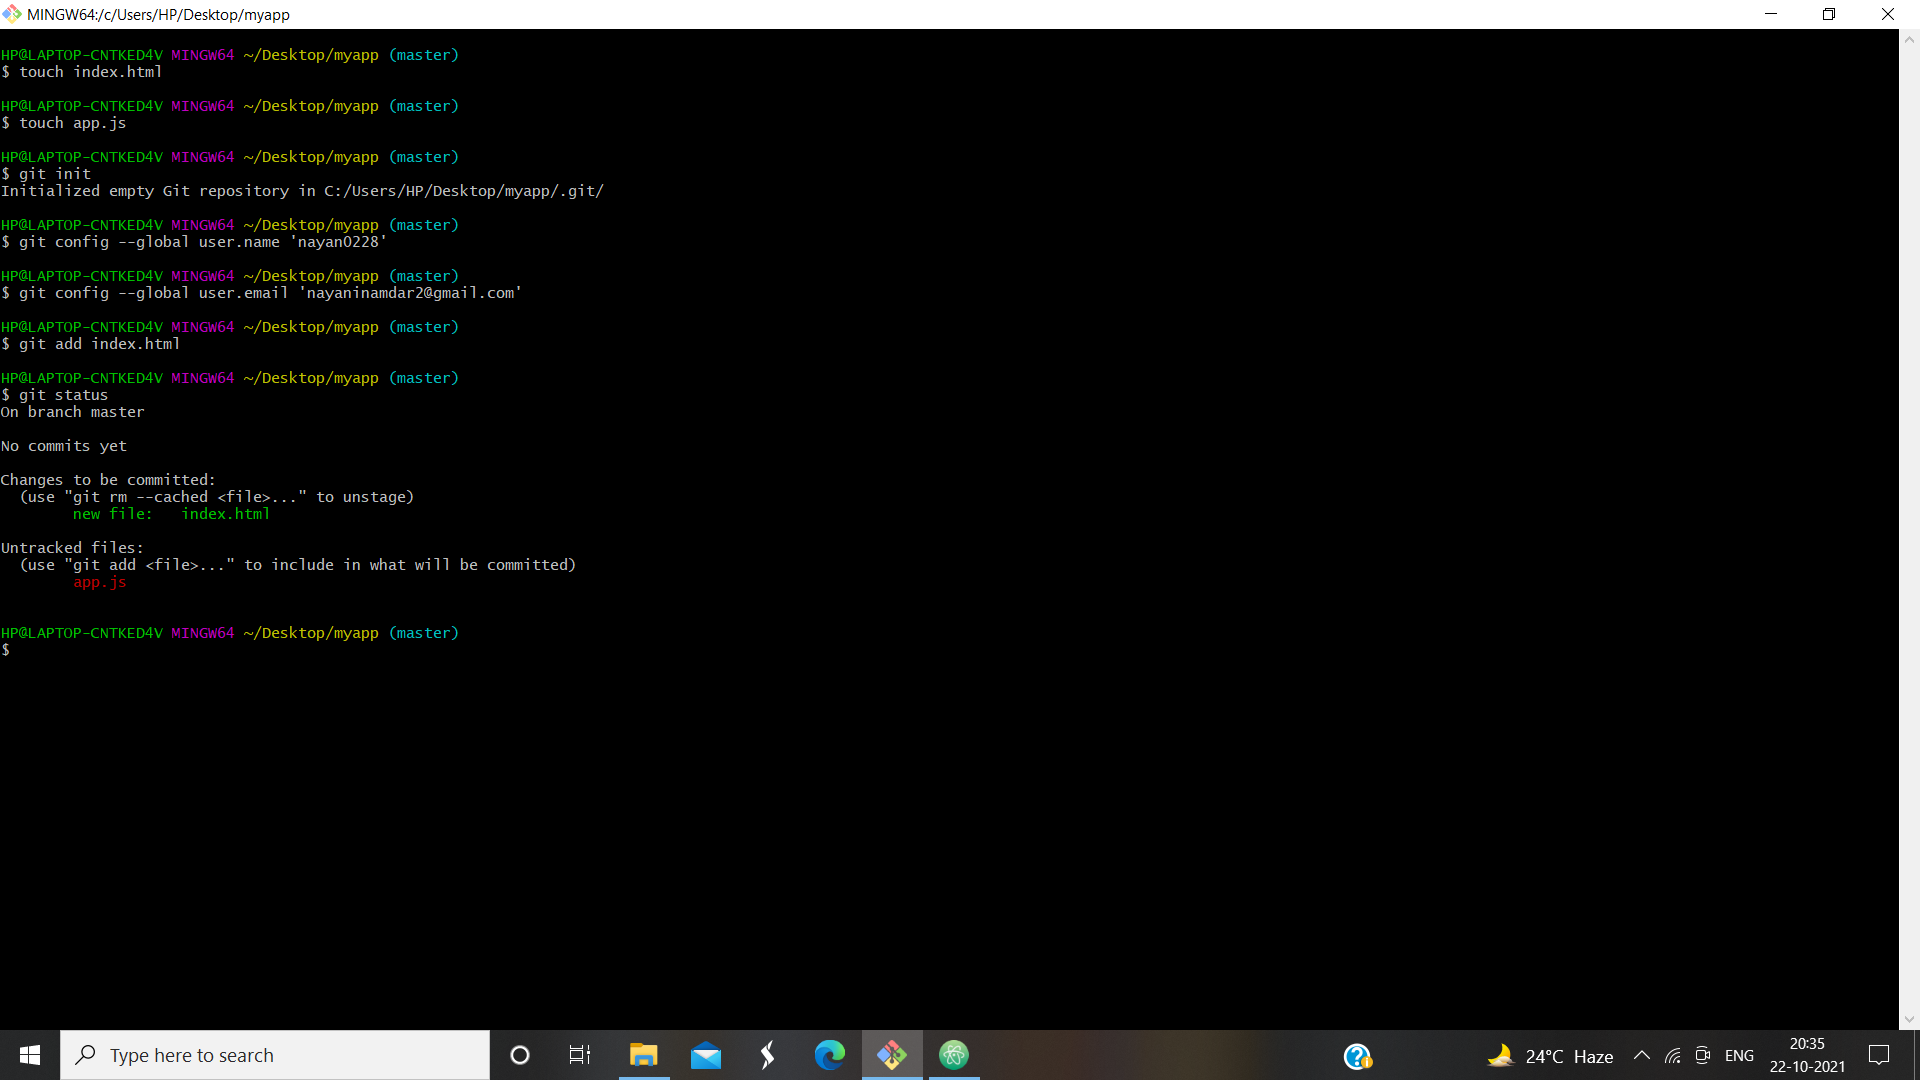 MINGW64:/c/Users/HP/Desktop/myapp
HP@LAPTOP-CNTKED4V MINGW64 ~/Desktop/myapp (master)
$ touch index.html
HP@LAPTOP-CNTKED4V MINGW64 ~/Desktop/myapp (master)
$ touch app.js
HP@LAPTOP-CNTKED4V MINGW64 ~/Desktop/myapp (master)
$ git init
Initialized empty Git repository in C:/Users/HP/Desktop/myapp/.git/
HP@LAPTOP-CNTKED4V MINGW64 ~/Desktop/myapp (master)
$ git config --global user.name 'nayan0228'
HP@LAPTOP-CNTKED4V MINGW64 ~/Desktop/myapp (master)
$ git config --global user.email 'nayaninamdar2@gmail.com'
HP@LAPTOP-CNTKED4V MINGW64 ~/Desktop/myapp (master)
$ git add index.html
HP@LAPTOP-CNTKED4V MINGW64 ~/Desktop/myapp (master)
$ git status
On branch master
No commits yet
Changes to be committed:
  (use "git rm --cached <file>..." to unstage)
        new file:   index.html
Untracked files:
  (use "git add <file>..." to include in what will be committed)
        app.js
HP@LAPTOP-CNTKED4V MINGW64 ~/Desktop/myapp (master)
$
Type here to search
24°C Haze
ENG
20:35
22-10-2021